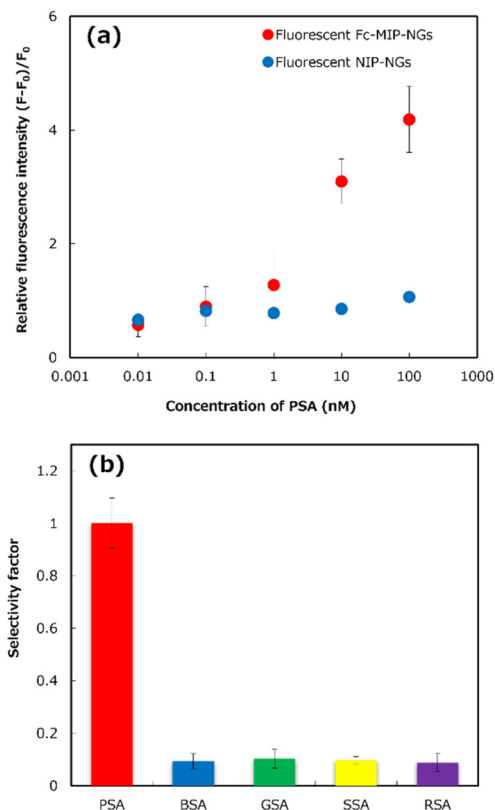 (a)
Fluorescent Fc-MIP-NGs
Fluorescent NIP-NGs
Relative fluorescence intensity (F-F₀)/F₀
6
4
2
0
0.001 0.01 0.1 1 10 100 1000
Concentration of PSA (nM)
(b)
Selectivity factor
1.2
1
0.8
0.6
0.4
0.2
0
PSA BSA GSA SSA RSA